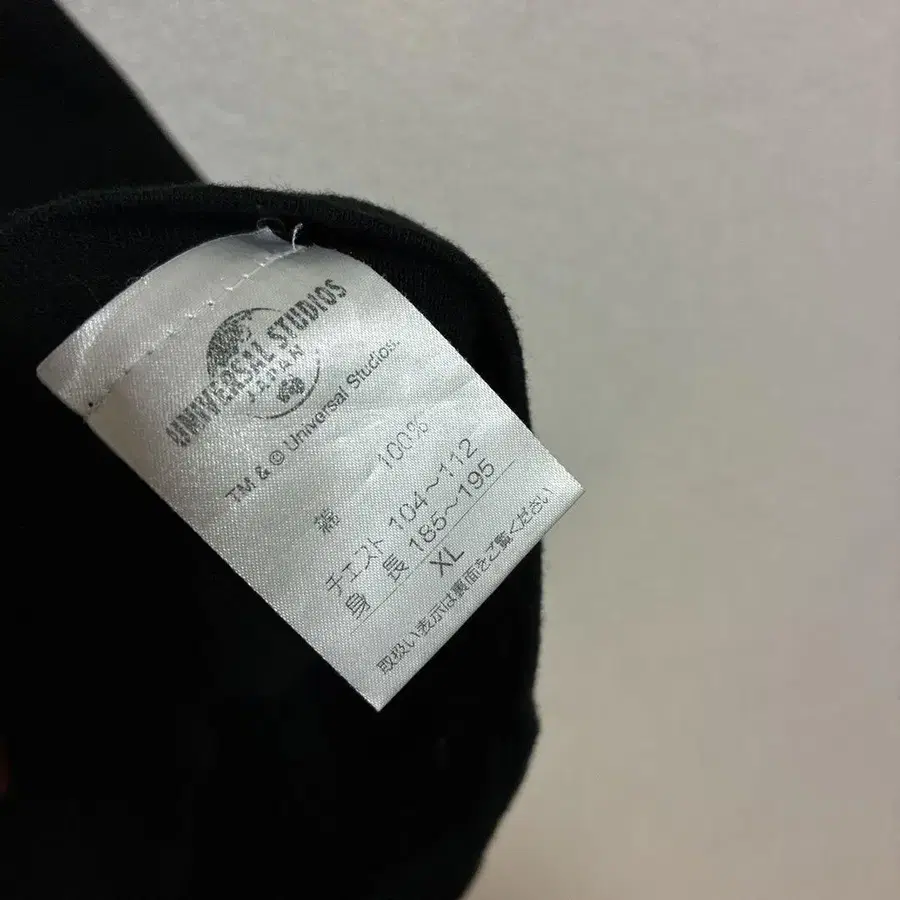 UNIVERSAL STUDIOS
JAPAN
TM & © Universal Studios.
綿 100%
チェスト 104～112
身 長 185～195
XL
取扱い表示は裏面をご覧ください